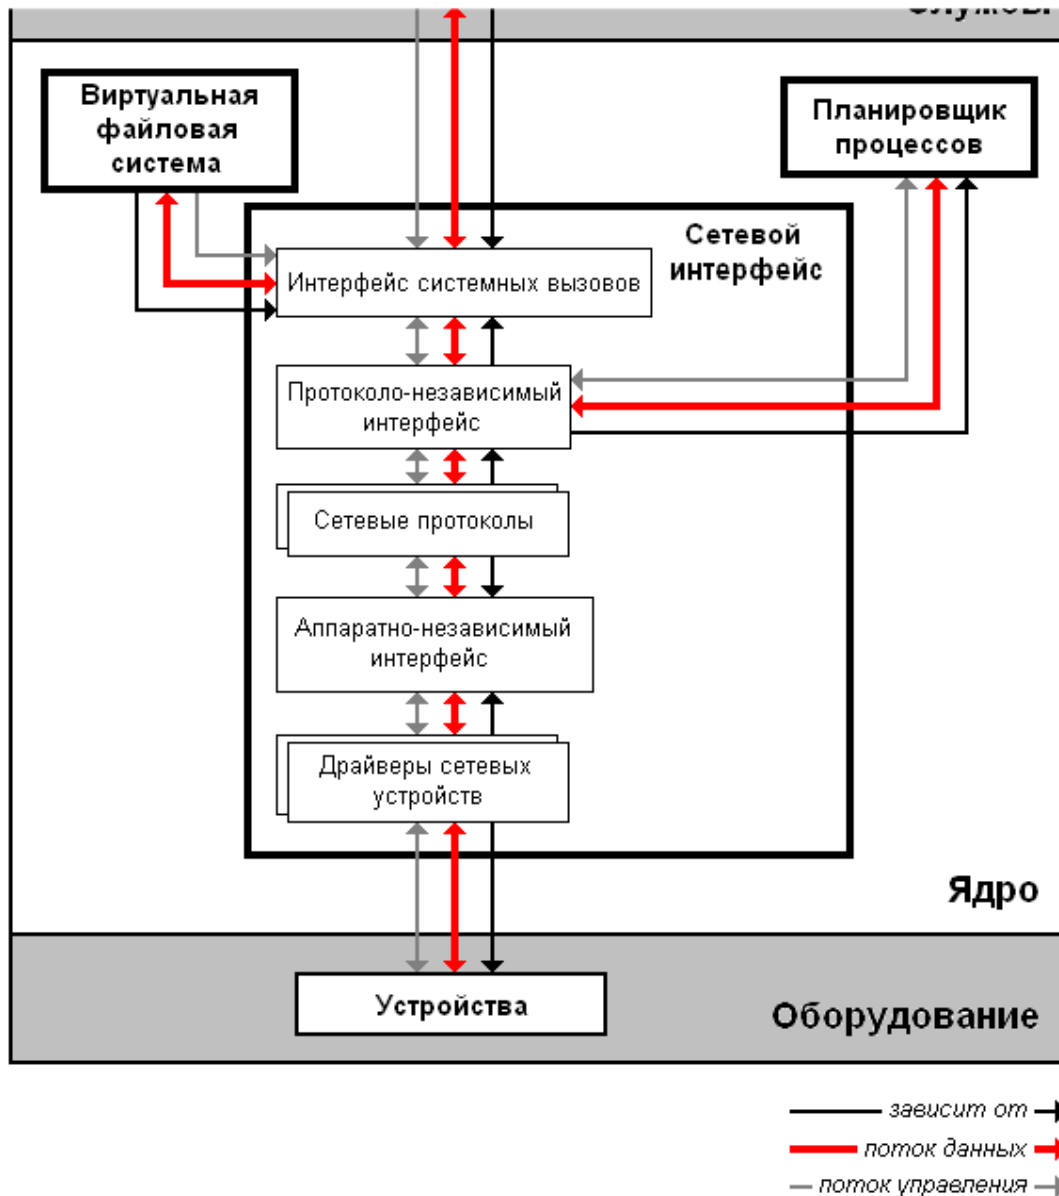 Виртуальная
файловая
система
Планировщик
процессов
Сетевой
интерфейс
Интерфейс системных вызовов
Протоколо-независимый
интерфейс
Сетевые протоколы
Аппаратно-независимый
интерфейс
Драйверы сетевых
устройств
Ядро
Устройства
Оборудование
зависит от
поток данных
поток управления